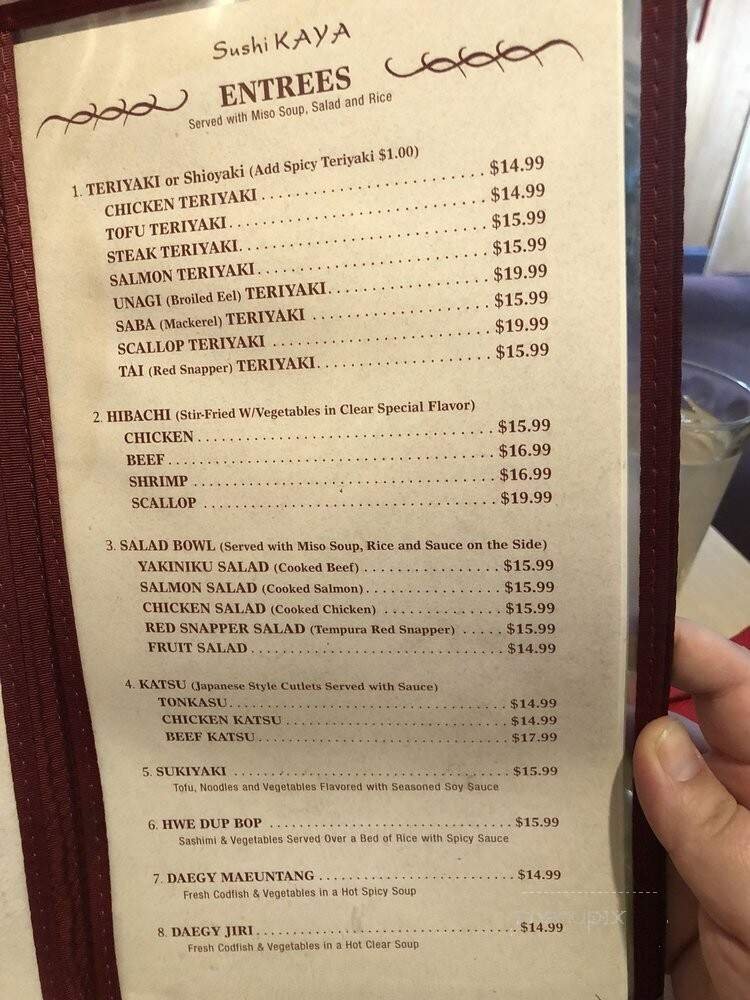 Sushi KAYA
ENTREES
Served with Miso Soup, Salad and Rice
1. TERIYAKI or Shioyaki (Add Spicy Teriyaki $1.00)
CHICKEN TERIYAKI . . . . . . . . . . . . . . . . . . . . . . . . . $14.99
TOFU TERIYAKI . . . . . . . . . . . . . . . . . . . . . . . . . $14.99
STEAK TERIYAKI . . . . . . . . . . . . . . . . . . . . . . . . . $15.99
SALMON TERIYAKI . . . . . . . . . . . . . . . . . . . . . . . . . $15.99
UNAGI (Broiled Eel) TERIYAKI . . . . . . . . . . . . . . . . . $19.99
SABA (Mackerel) TERIYAKI . . . . . . . . . . . . . . . . . $15.99
SCALLOP TERIYAKI . . . . . . . . . . . . . . . . . . . . . . $19.99
TAI (Red Snapper) TERIYAKI . . . . . . . . . . . . . . . . . $15.99
2. HIBACHI (Stir-Fried W/Vegetables in Clear Special Flavor)
CHICKEN . . . . . . . . . . . . . . . . . . . . . . . . . . . . . . . $15.99
BEEF . . . . . . . . . . . . . . . . . . . . . . . . . . . . . . . . . . $16.99
SHRIMP . . . . . . . . . . . . . . . . . . . . . . . . . . . . . . . $16.99
SCALLOP . . . . . . . . . . . . . . . . . . . . . . . . . . . . . . $19.99
3. SALAD BOWL (Served with Miso Soup, Rice and Sauce on the Side)
YAKINIKU SALAD (Cooked Beef) . . . . . . . . . . . . . . . $15.99
SALMON SALAD (Cooked Salmon) . . . . . . . . . . . . . . . $15.99
CHICKEN SALAD (Cooked Chicken) . . . . . . . . . . . . . $15.99
RED SNAPPER SALAD (Tempura Red Snapper) . . . . . $15.99
FRUIT SALAD . . . . . . . . . . . . . . . . . . . . . . . . . . . . $14.99
4. KATSU (Japanese Style Cutlets Served with Sauce)
TONKASU . . . . . . . . . . . . . . . . . . . . . . . . . . . . . . . $14.99
CHICKEN KATSU . . . . . . . . . . . . . . . . . . . . . . . . . $14.99
BEEF KATSU . . . . . . . . . . . . . . . . . . . . . . . . . . . . $17.99
5. SUKIYAKI . . . . . . . . . . . . . . . . . . . . . . . . . . . . . . $15.99
Tofu, Noodles and Vegetables Flavored with Seasoned Soy Sauce
6. HWE DUP BOP . . . . . . . . . . . . . . . . . . . . . . . . . . $15.99
Sashimi & Vegetables Served Over a Bed of Rice with Spicy Sauce
7. DAEGY MAEUNTANG . . . . . . . . . . . . . . . . . . . . . $14.99
Fresh Codfish & Vegetables in a Hot Spicy Soup
8. DAEGY JIRI . . . . . . . . . . . . . . . . . . . . . . . . . . . . $14.99
Fresh Codfish & Vegetables in a Hot Clear Soup